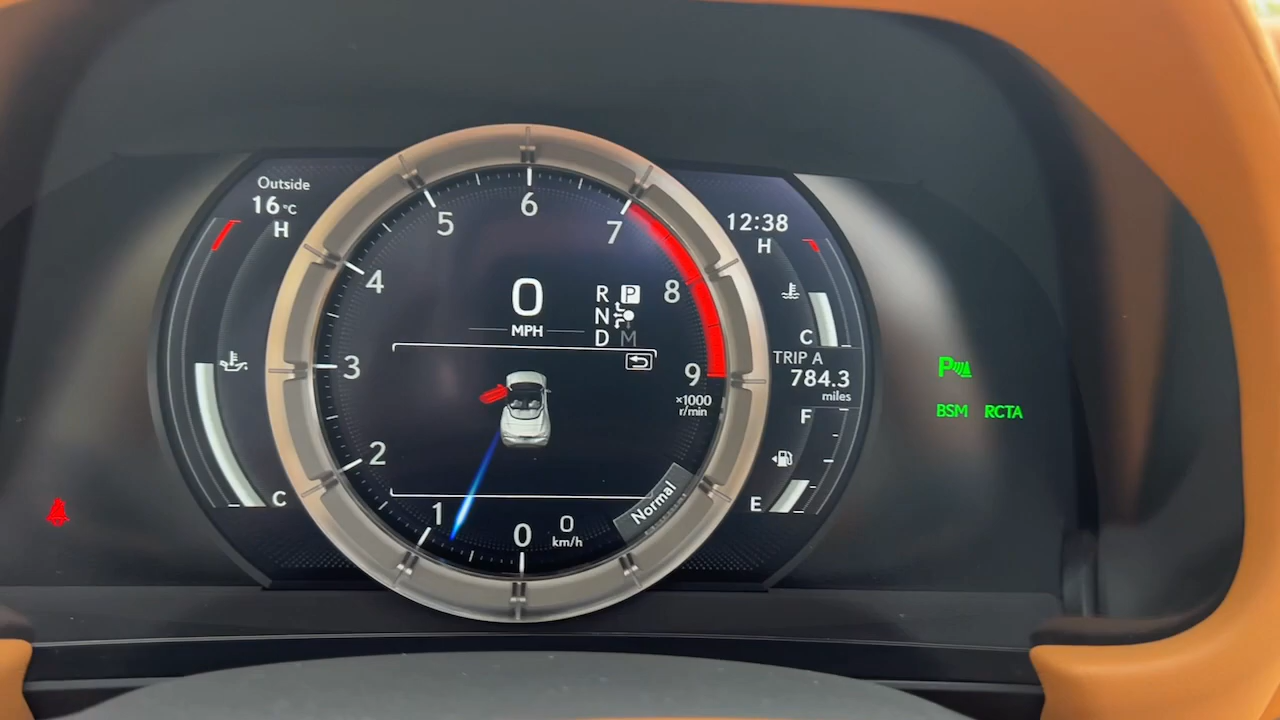 Outside
16°C
H
C
0
1
2
3
4
5
6
7
8
9
×1000
r/min
0
MPH
R P
N
D M
0
km/h
Normal
12:38
H
C
TRIP A
784.3
miles
F
E
P
BSM RCTA